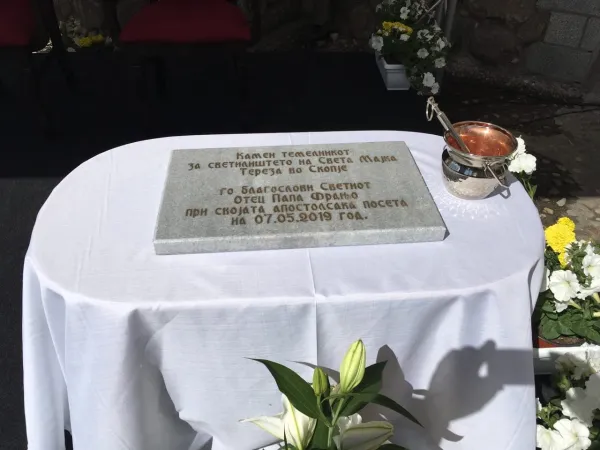 Камен темелникот
за светилиштето на Света Мајка
Тереза во Скопје
го благослови Светиот
Отец Папа Фрањо
при својата апостолска посета
на 07.05.2019 год.